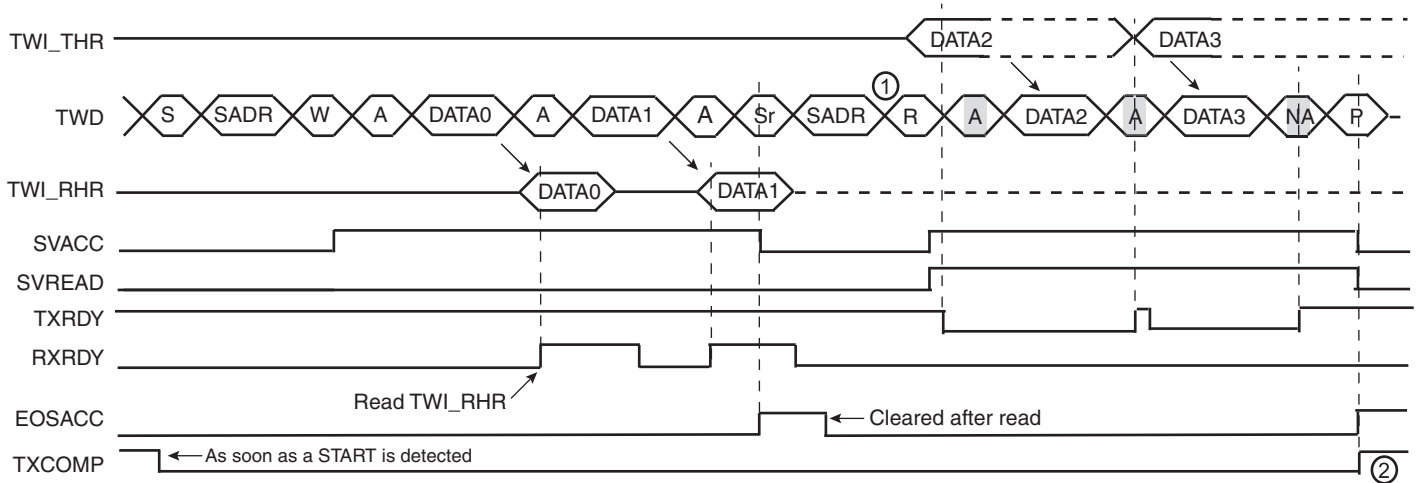 TWI_THR DATA2 DATA3
①
TWD S SADR W A DATA0 A DATA1 A Sr SADR R A DATA2 A DATA3 NA P
TWI_RHR DATA0 DATA1
SVACC
SVREAD
TXRDY
RXRDY
Read TWI_RHR
EOSACC Cleared after read
TXCOMP As soon as a START is detected ②